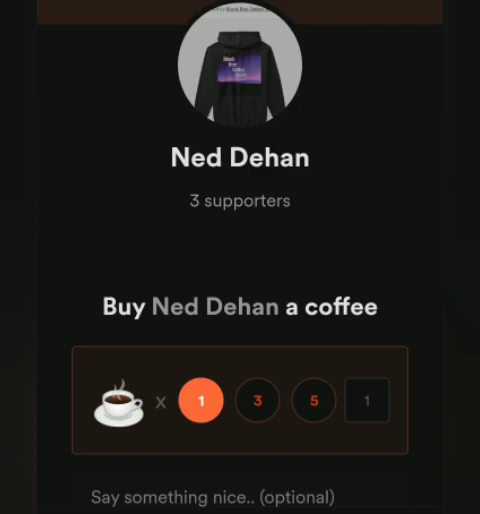 Ned Dehan
3 supporters
Buy Ned Dehan a coffee
x 1 3 5 1
Say something nice.. (optional)